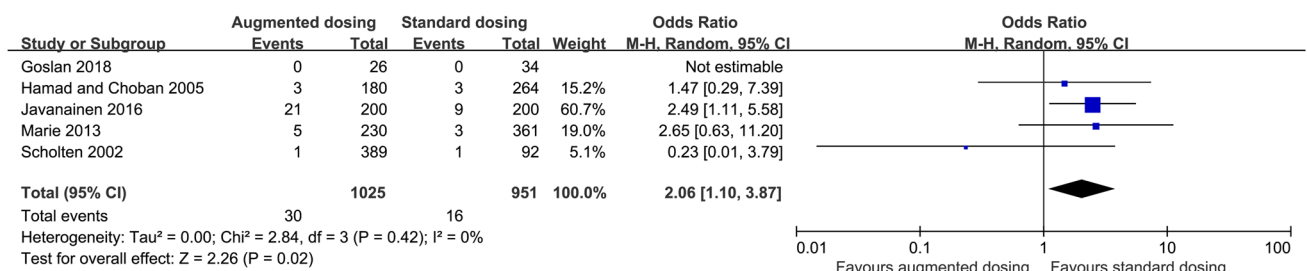 Augmented dosing Standard dosing Odds Ratio Odds Ratio
Study or Subgroup Events Total Events Total Weight M-H, Random, 95% CI M-H, Random, 95% CI
Goslan 2018 0 26 0 34 Not estimable
Hamad and Choban 2005 3 180 3 264 15.2% 1.47 [0.29, 7.39]
Javanainen 2016 21 200 9 200 60.7% 2.49 [1.11, 5.58]
Marie 2013 5 230 3 361 19.0% 2.65 [0.63, 11.20]
Scholten 2002 1 389 1 92 5.1% 0.23 [0.01, 3.79]
Total (95% CI) 1025 951 100.0% 2.06 [1.10, 3.87]
Total events 30 16
Heterogeneity: Tau² = 0.00; Chi² = 2.84, df = 3 (P = 0.42); I² = 0%
Test for overall effect: Z = 2.26 (P = 0.02)
0.01 0.1 1 10 100
Favours augmented dosing Favours standard dosing